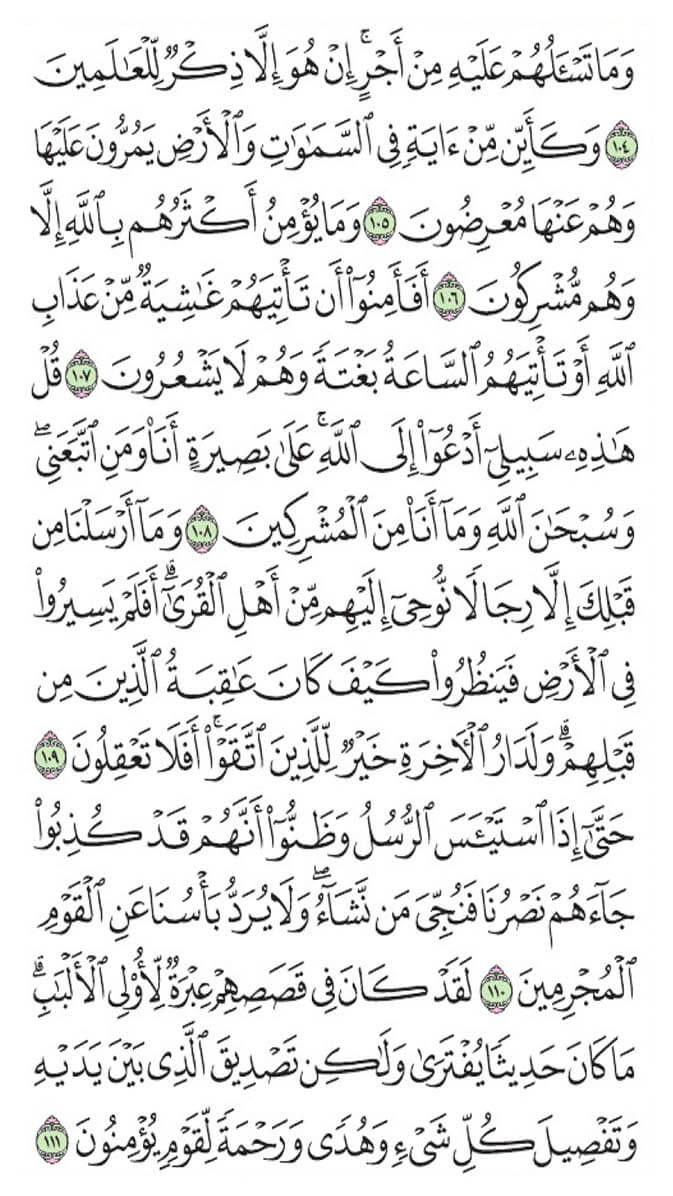 وَمَا تَسْـَٔلُهُمْ عَلَيْهِ مِنْ أَجْرٍ ۚ إِنْ هُوَ إِلَّا ذِكْرٌ لِّلْعَـٰلَمِينَ
١٠٤ وَكَأَيِّن مِّنْ ءَايَةٍ فِى ٱلسَّمَـٰوَٰتِ وَٱلْأَرْضِ يَمُرُّونَ عَلَيْهَا
وَهُمْ عَنْهَا مُعْرِضُونَ ١٠٥ وَمَا يُؤْمِنُ أَكْثَرُهُم بِٱللَّهِ إِلَّا
وَهُم مُّشْرِكُونَ ١٠٦ أَفَأَمِنُوٓا۟ أَن تَأْتِيَهُمْ غَـٰشِيَةٌ مِّنْ عَذَابِ
ٱللَّهِ أَوْ تَأْتِيَهُمُ ٱلسَّاعَةُ بَغْتَةً وَهُمْ لَا يَشْعُرُونَ ١٠٧ قُلْ
هَـٰذِهِۦ سَبِيلِىٓ أَدْعُوٓا۟ إِلَى ٱللَّهِ ۚ عَلَىٰ بَصِيرَةٍ أَنَا۠ وَمَنِ ٱتَّبَعَنِى ۖ
وَسُبْحَـٰنَ ٱللَّهِ وَمَآ أَنَا۠ مِنَ ٱلْمُشْرِكِينَ ١٠٨ وَمَآ أَرْسَلْنَا مِن
قَبْلِكَ إِلَّا رِجَالًا نُّوحِىٓ إِلَيْهِم مِّنْ أَهْلِ ٱلْقُرَىٰٓ ۗ أَفَلَمْ يَسِيرُوا۟
فِى ٱلْأَرْضِ فَيَنظُرُوا۟ كَيْفَ كَانَ عَـٰقِبَةُ ٱلَّذِينَ مِن
قَبْلِهِمْ ۗ وَلَدَارُ ٱلْـَٔاخِرَةِ خَيْرٌ لِّلَّذِينَ ٱتَّقَوْا۟ ۗ أَفَلَا تَعْقِلُونَ ١٠٩
حَتَّىٰٓ إِذَا ٱسْتَيْـَٔسَ ٱلرُّسُلُ وَظَنُّوٓا۟ أَنَّهُمْ قَدْ كُذِبُوا۟
جَآءَهُمْ نَصْرُنَا فَنُجِّىَ مَن نَّشَآءُ ۖ وَلَا يُرَدُّ بَأْسُنَا عَنِ ٱلْقَوْمِ
ٱلْمُجْرِمِينَ ١١٠ لَقَدْ كَانَ فِى قَصَصِهِمْ عِبْرَةٌ لِّأُو۟لِى ٱلْأَلْبَـٰبِ ۗ
مَا كَانَ حَدِيثًا يُفْتَرَىٰ وَلَـٰكِن تَصْدِيقَ ٱلَّذِى بَيْنَ يَدَيْهِ
وَتَفْصِيلَ كُلِّ شَىْءٍ وَهُدًى وَرَحْمَةً لِّقَوْمٍ يُؤْمِنُونَ ١١١